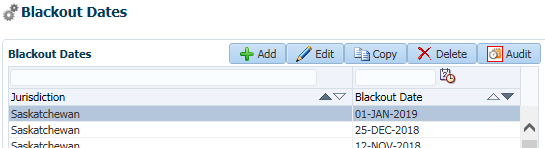 Blackout Dates
Blackout Dates Add Edit Copy Delete Audit
Jurisdiction Blackout Date
Saskatchewan 01-JAN-2019
Saskatchewan 25-DEC-2018
Saskatchewan 12-NOV-2018